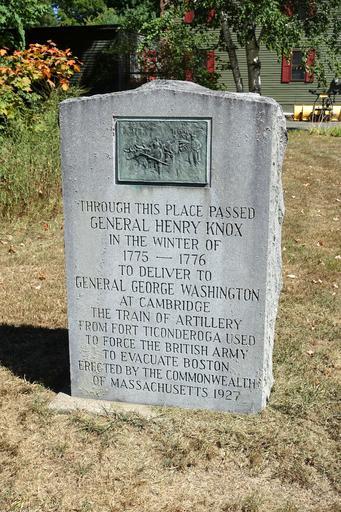 THROUGH THIS PLACE PASSED
GENERAL HENRY KNOX
IN THE WINTER OF
1775 — 1776
TO DELIVER TO
GENERAL GEORGE WASHINGTON
AT CAMBRIDGE
THE TRAIN OF ARTILLERY
FROM FORT TICONDEROGA USED
TO FORCE THE BRITISH ARMY
TO EVACUATE BOSTON
ERECTED BY THE COMMONWEALTH
OF MASSACHUSETTS 1927